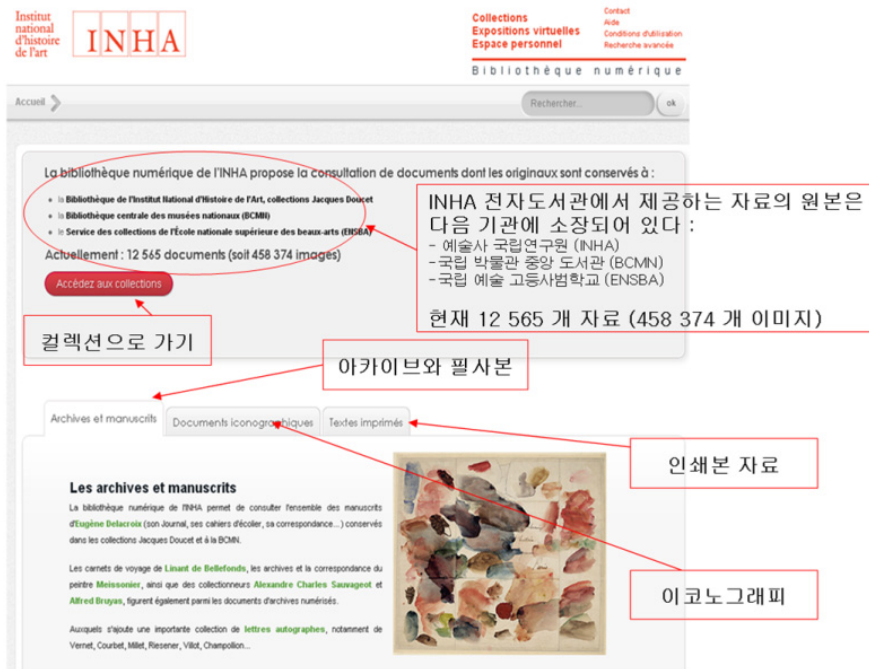 Institut
national
d'histoire
de l'art
INHA
Collections
Expositions virtuelles
Espace personnel
Contact
Aide
Conditions d'utilisation
Recherche avancée
Bibliothèque numérique
Accueil
Rechercher...
ok
La bibliothèque numérique de l'INHA propose la consultation de documents dont les originaux sont conservés à :
la Bibliothèque de l'Institut National d'Histoire de l'Art, collections Jacques Doucet
la Bibliothèque centrale des musées nationaux (BCMN)
le Service des collections de l'École nationale supérieure des beaux-arts (ENSBA)
Actuellement : 12 565 documents (soit 458 374 images)
Accédez aux collections
INHA 전자도서관에서 제공하는 자료의 원본은
다음 기관에 소장되어 있다 :
- 예술사 국립연구원 (INHA)
-국립 박물관 중앙 도서관 (BCMN)
-국립 예술 고등사범학교 (ENSBA)
현재 12 565 개 자료 (458 374 개 이미지)
컬렉션으로 가기
아카이브와 필사본
Archives et manuscrits
Documents iconographiques
Textes imprimés
인쇄본 자료
Les archives et manuscrits
La bibliothèque numérique de l'INHA permet de consulter l'ensemble des manuscrits
d'Eugène Delacroix (son Journal, ses cahiers d'écolier, sa correspondance...) conservés
dans les collections Jacques Doucet et à la BCMN.
Les carnets de voyage de Linant de Bellefonds, les archives et la correspondance du
peintre Meissonier, ainsi que des collectionneurs Alexandre Charles Sauvageot et
Alfred Bruyas, figurent également parmi les documents d'archives numérisés.
Auxquels s'ajoute une importante collection de lettres autographes, notamment de
Vernet, Courbet, Millet, Riesener, Villot, Champollion...
이코노그래피